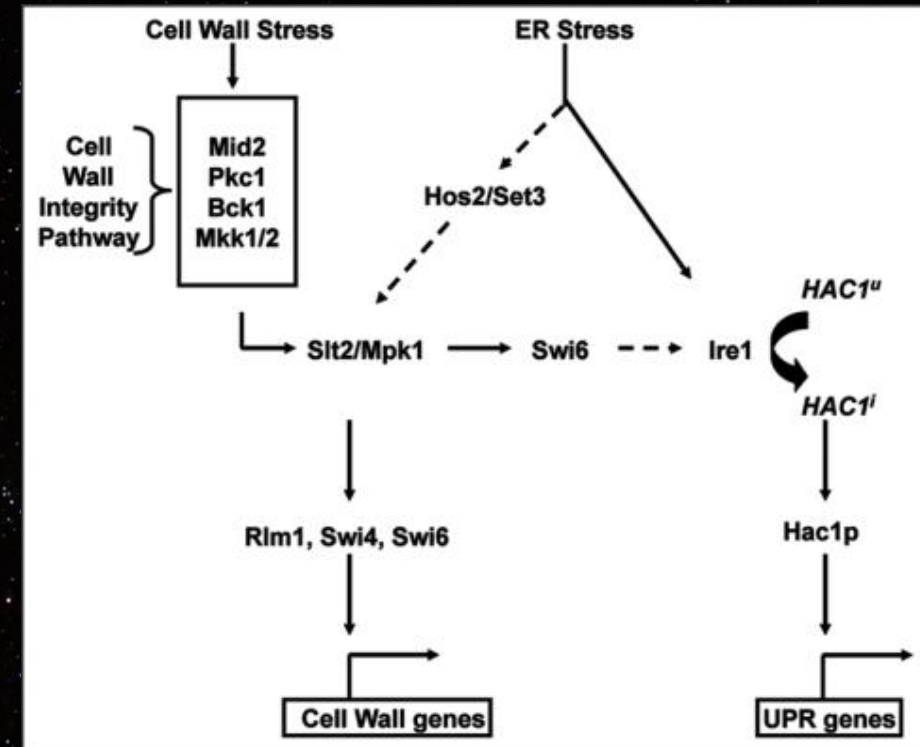 Cell Wall Stress
ER Stress
Cell
Wall
Integrity
Pathway
Mid2
Pkc1
Bck1
Mkk1/2
Hos2/Set3
HAC1ᵘ
Slt2/Mpk1
Swi6
Ire1
HAC1ⁱ
Rlm1, Swi4, Swi6
Hac1p
Cell Wall genes
UPR genes